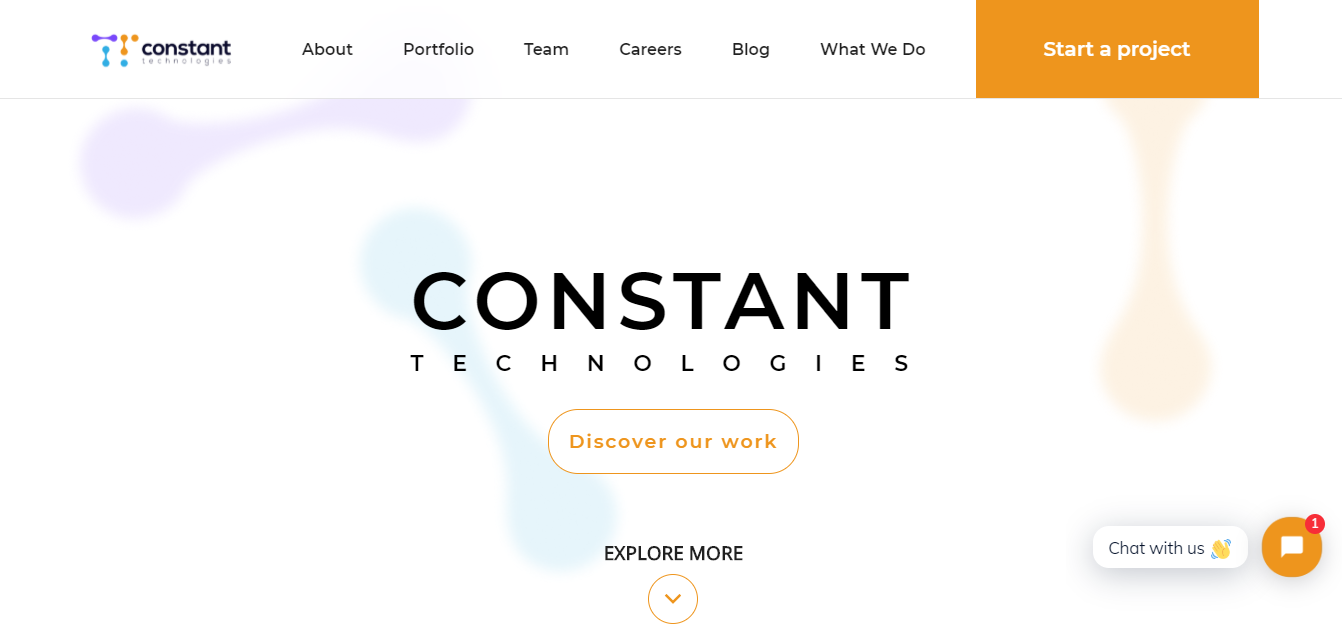 constant
technologies
About Portfolio Team Careers Blog What We Do Start a project
CONSTANT
TECHNOLOGIES
Discover our work
EXPLORE MORE
Chat with us 👋
1